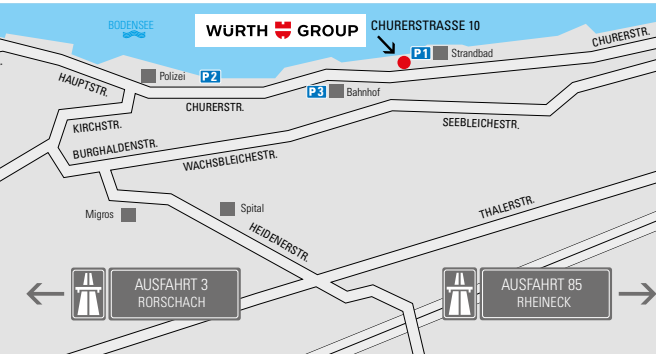 BODENSEE
WÜRTH GROUP
CHURERSTRASSE 10
P1 Strandbad
CHURERSTR.
HAUPTSTR.
Polizei P2
P3 Bahnhof
CHURERSTR.
KIRCHSTR.
SEEBLEICHESTR.
BURGHALDENSTR.
WACHSBLEICHESTR.
Migros
Spital
THALERSTR.
HEIDENERSTR.
AUSFAHRT 3
RORSCHACH
AUSFAHRT 85
RHEINECK